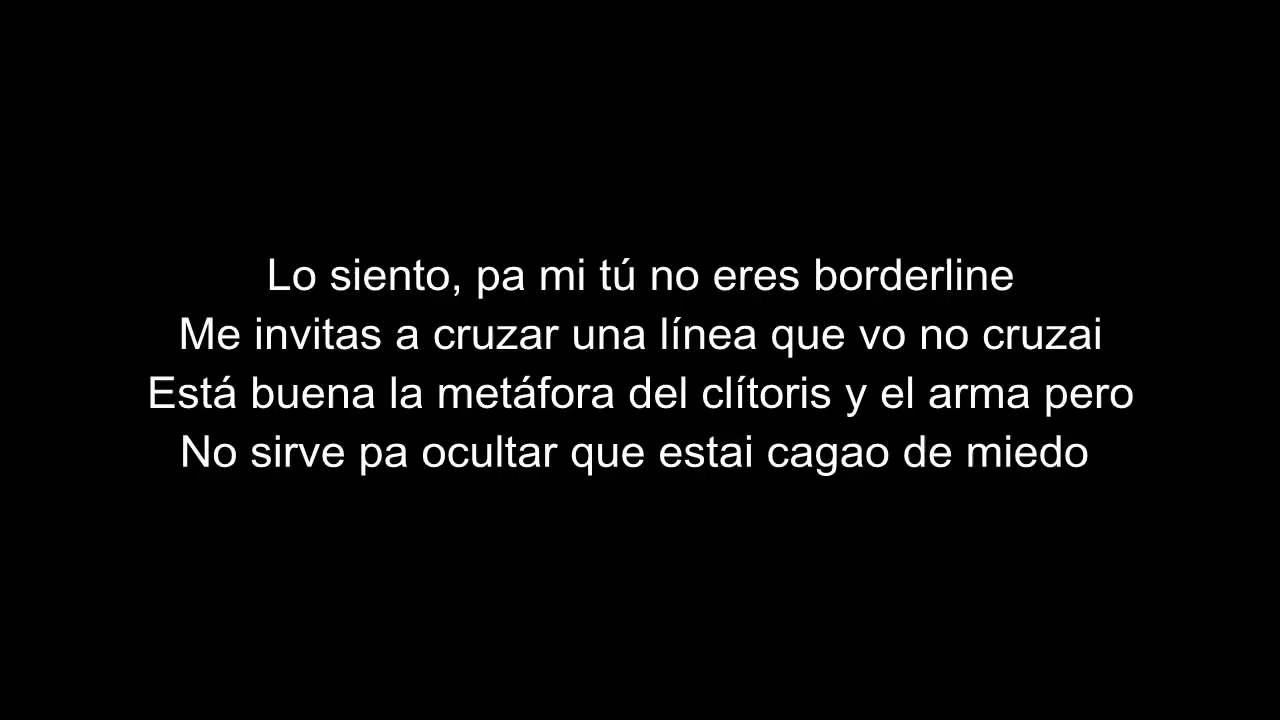 Lo siento, pa mi tú no eres borderline
Me invitas a cruzar una línea que vo no cruzai
Está buena la metáfora del clítoris y el arma pero
No sirve pa ocultar que estai cagao de miedo